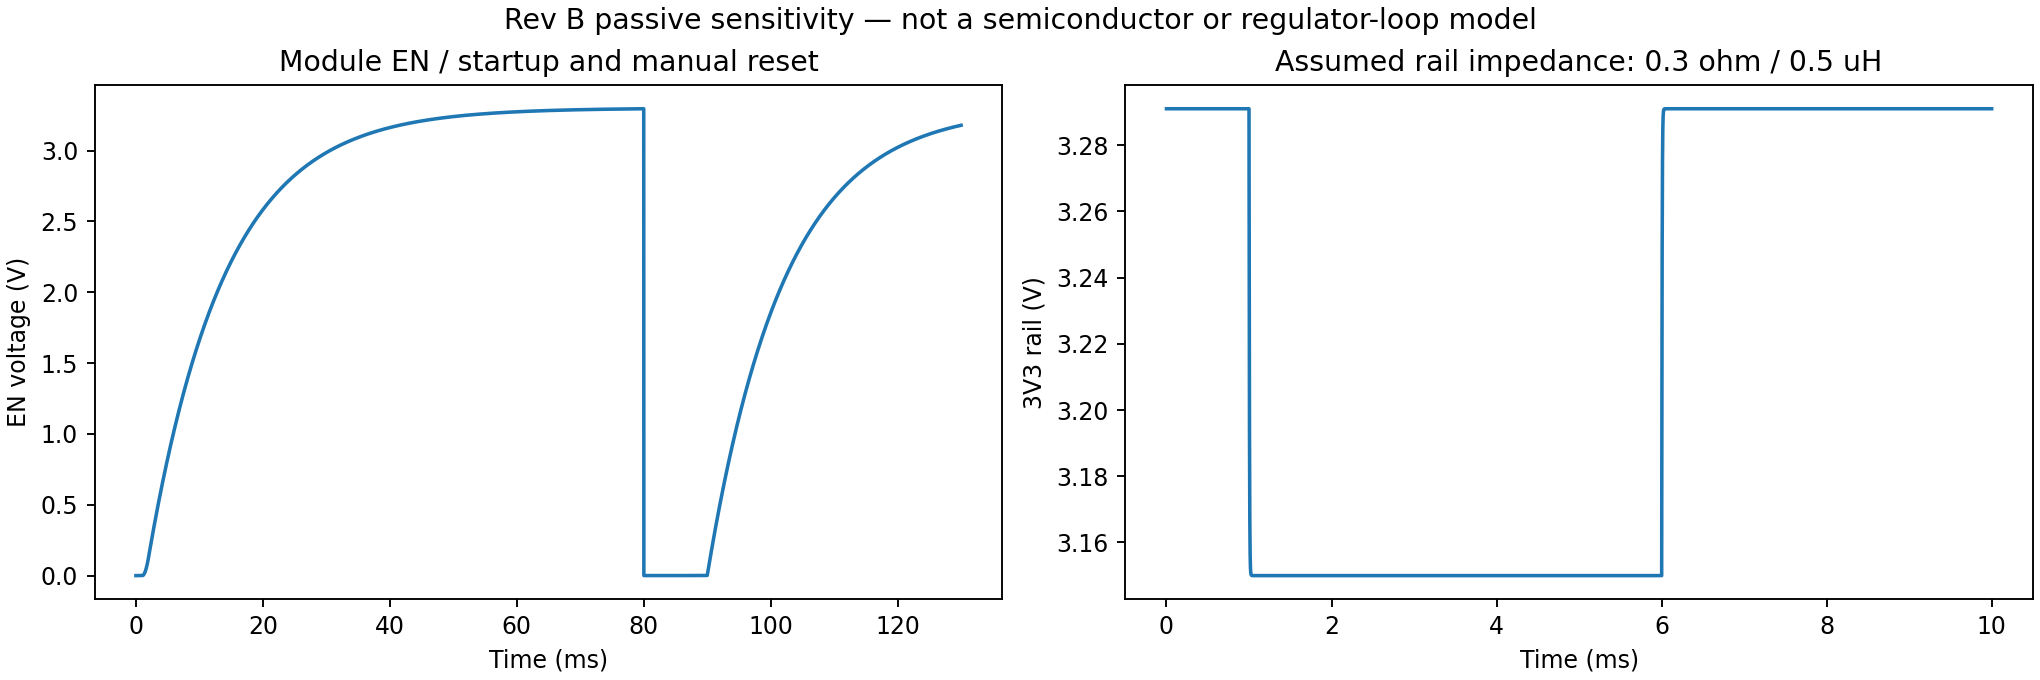 Rev B passive sensitivity — not a semiconductor or regulator-loop model
Module EN / startup and manual reset
EN voltage (V)
3.0
2.5
2.0
1.5
1.0
0.5
0.0
0 20 40 60 80 100 120
Time (ms)
Assumed rail impedance: 0.3 ohm / 0.5 uH
3V3 rail (V)
3.28
3.26
3.24
3.22
3.20
3.18
3.16
0 2 4 6 8 10
Time (ms)